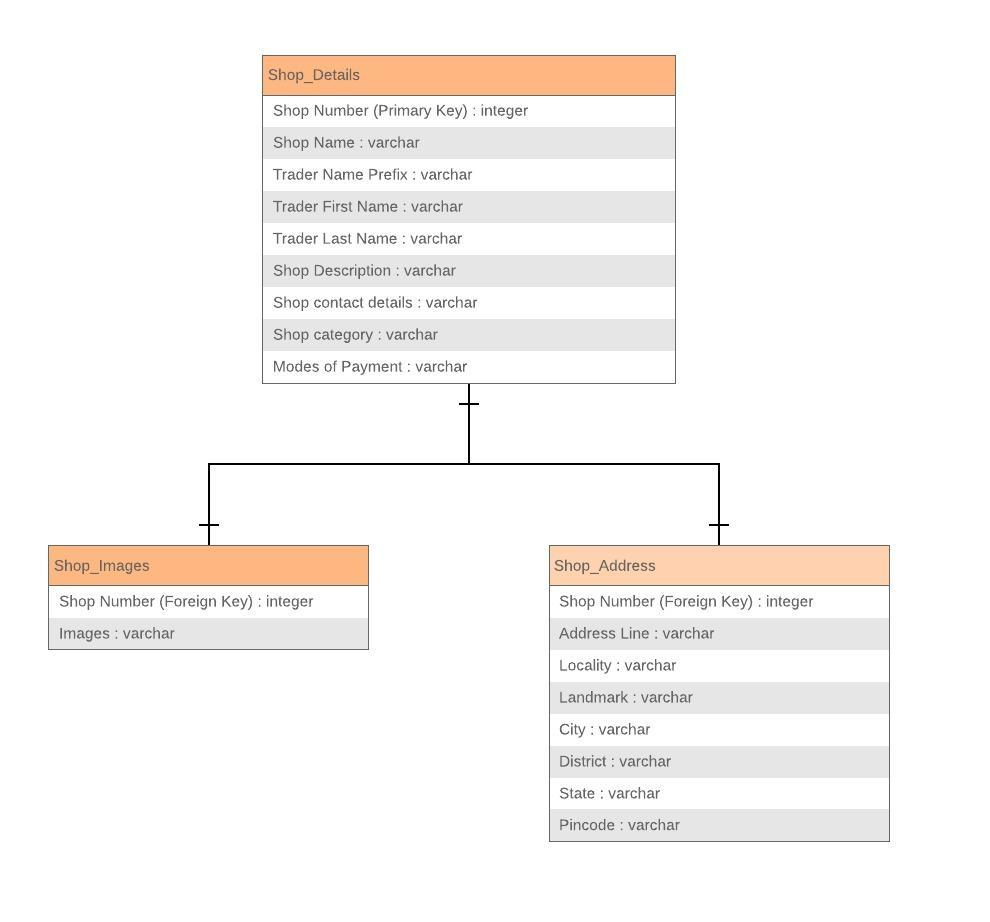 Shop_Details
Shop Number (Primary Key) : integer
Shop Name : varchar
Trader Name Prefix : varchar
Trader First Name : varchar
Trader Last Name : varchar
Shop Description : varchar
Shop contact details : varchar
Shop category : varchar
Modes of Payment : varchar
Shop_Images
Shop Number (Foreign Key) : integer
Images : varchar
Shop_Address
Shop Number (Foreign Key) : integer
Address Line : varchar
Locality : varchar
Landmark : varchar
City : varchar
District : varchar
State : varchar
Pincode : varchar